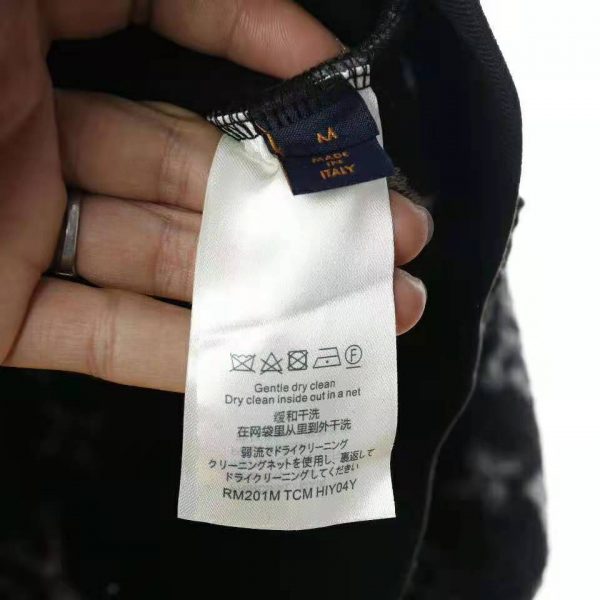 M
MADE
IN
ITALY
F
Gentle dry clean
Dry clean inside out in a net
缓和干洗
在网袋里从里到外干洗
弱流でドライクリーニング
クリーニングネットを使用し、裏返して
ドライクリーニングしてください
RM201M TCM HIY04Y